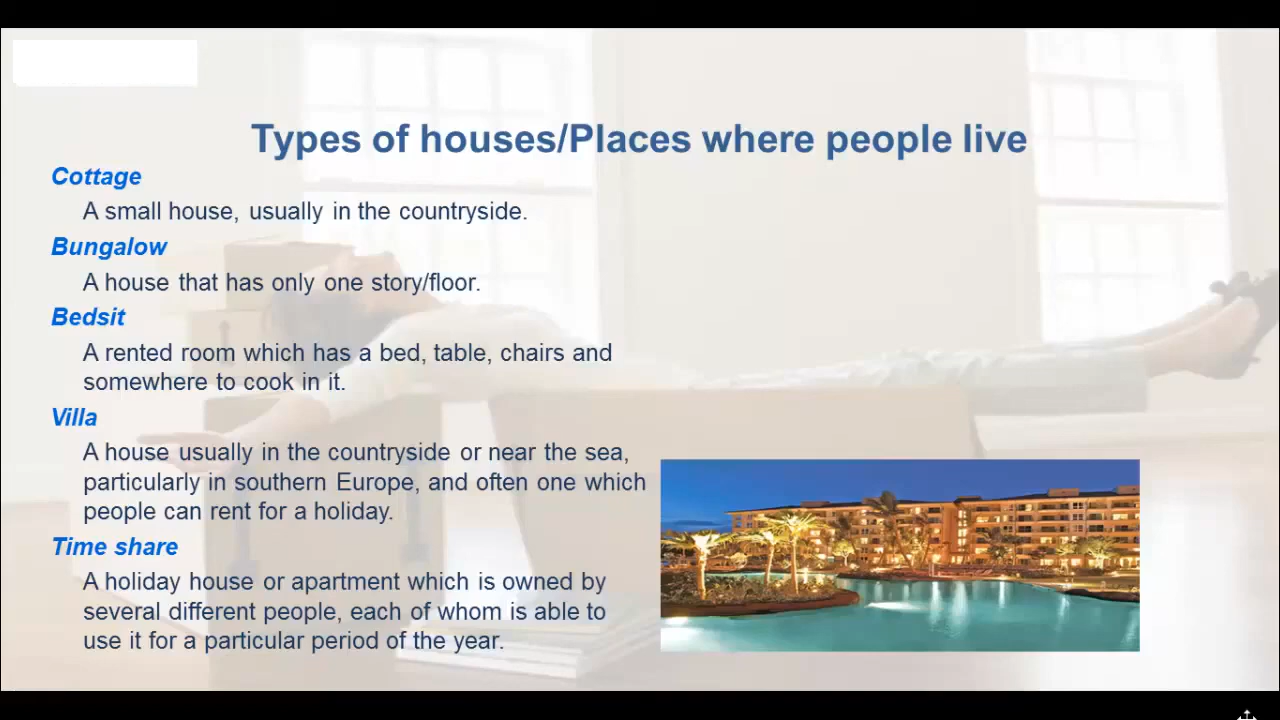 Types of houses/Places where people live
Cottage
A small house, usually in the countryside.
Bungalow
A house that has only one story/floor.
Bedsit
A rented room which has a bed, table, chairs and
somewhere to cook in it.
Villa
A house usually in the countryside or near the sea,
particularly in southern Europe, and often one which
people can rent for a holiday.
Time share
A holiday house or apartment which is owned by
several different people, each of whom is able to
use it for a particular period of the year.